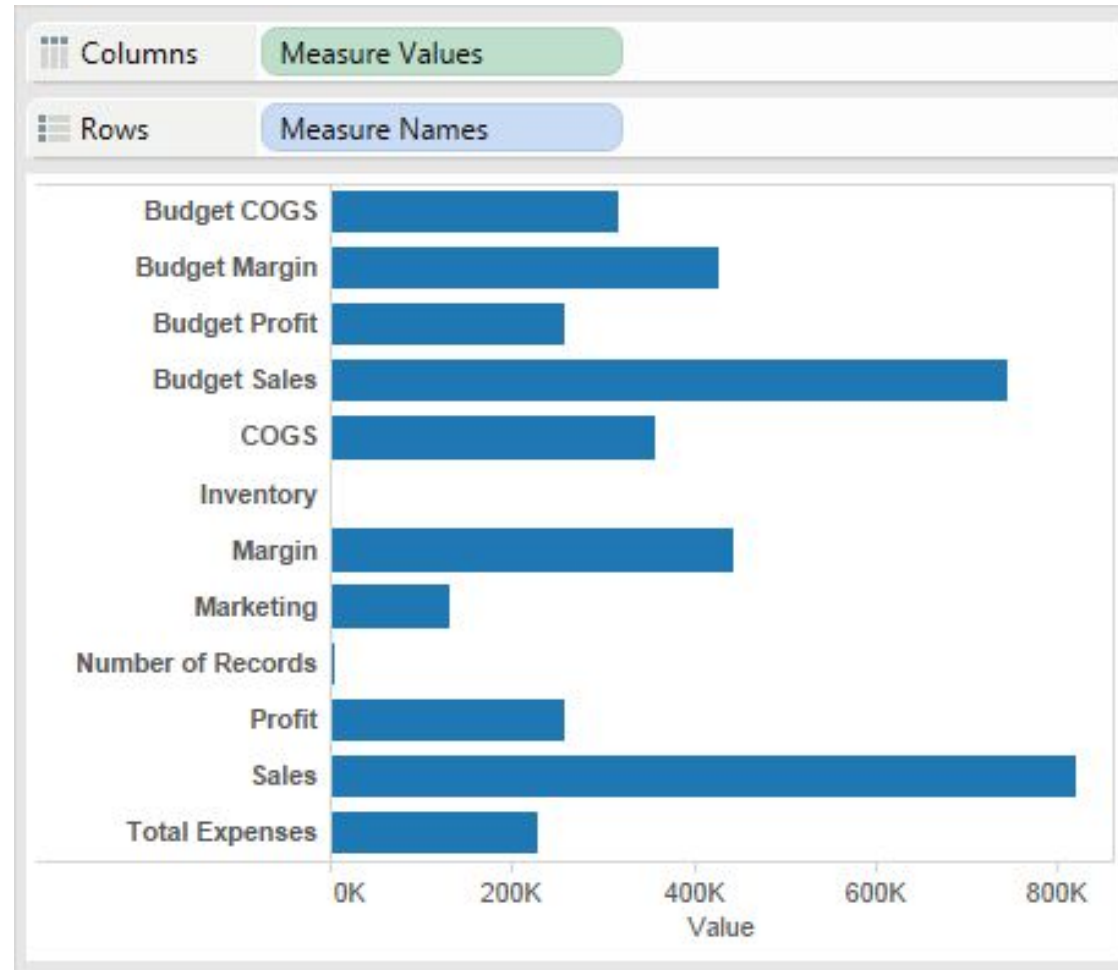 Columns Measure Values
Rows Measure Names
Budget COGS
Budget Margin
Budget Profit
Budget Sales
COGS
Inventory
Margin
Marketing
Number of Records
Profit
Sales
Total Expenses
0K 200K 400K 600K 800K
Value